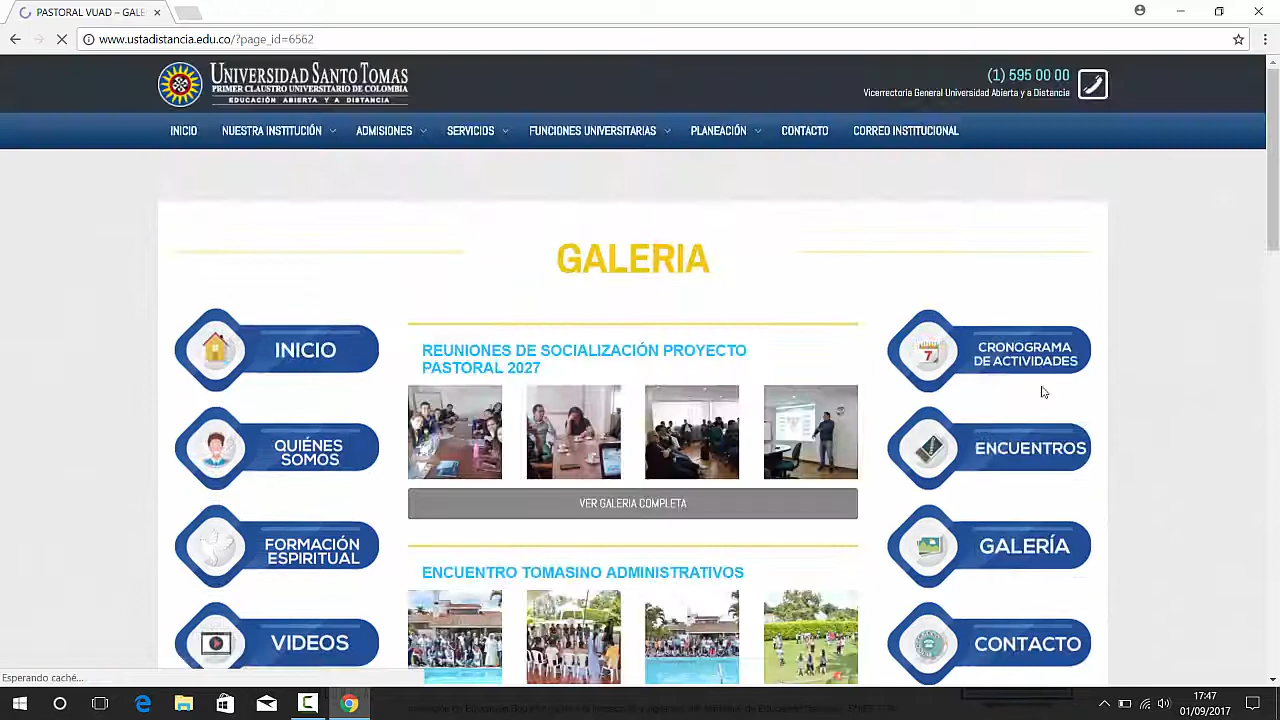 PASTORAL VUAD – GALE
www.ustadistancia.edu.co/?page_id=6562
UNIVERSIDAD SANTO TOMAS
PRIMER CLAUSTRO UNIVERSITARIO DE COLOMBIA
EDUCACIÓN ABIERTA Y A DISTANCIA
(1) 595 00 00
Vicerrectoría General Universidad Abierta y a Distancia
INICIO NUESTRA INSTITUCIÓN ADMISIONES SERVICIOS FUNCIONES UNIVERSITARIAS PLANEACIÓN CONTACTO CORREO INSTITUCIONAL
GALERIA
INICIO
QUIÉNES
SOMOS
FORMACIÓN
ESPIRITUAL
VIDEOS
REUNIONES DE SOCIALIZACIÓN PROYECTO
PASTORAL 2027
VER GALERIA COMPLETA
ENCUENTRO TOMASINO ADMINISTRATIVOS
7
CRONOGRAMA
DE ACTIVIDADES
ENCUENTROS
GALERÍA
CONTACTO
Esperando caché...
17:47
01/09/2017